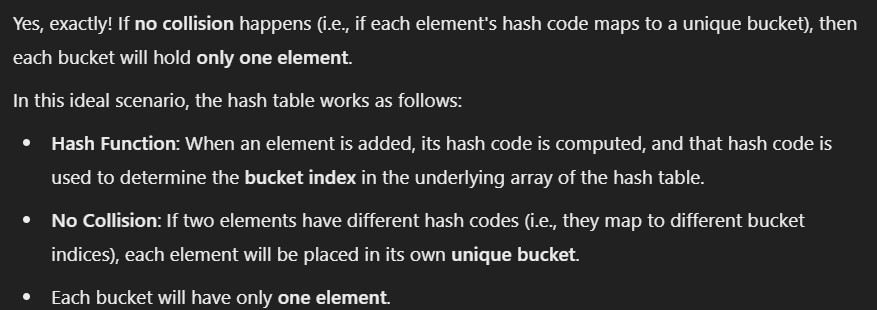 Yes, exactly! If no collision happens (i.e., if each element's hash code maps to a unique bucket), then
each bucket will hold only one element.
In this ideal scenario, the hash table works as follows:
• Hash Function: When an element is added, its hash code is computed, and that hash code is
used to determine the bucket index in the underlying array of the hash table.
• No Collision: If two elements have different hash codes (i.e., they map to different bucket
indices), each element will be placed in its own unique bucket.
• Each bucket will have only one element.